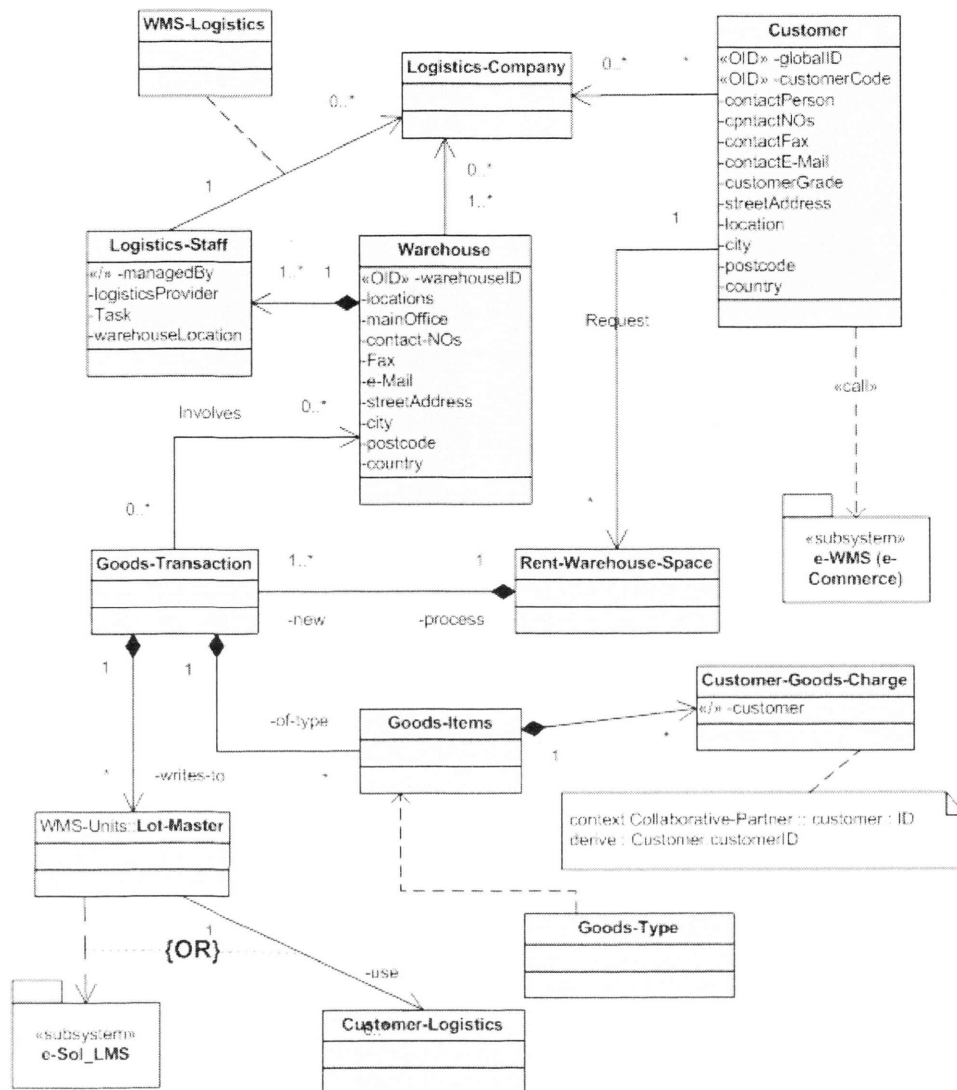 WMS-Logistics
Customer
«OID» -globalID
«OID» -customerCode
-contactPerson
-cpntactNOs
-contactFax
-contactE-Mail
-customerGrade
-streetAddress
-location
-city
-postcode
-country
Logistics-Company
0..*
*
0..*
1
0..*
1..*
1
Logistics-Staff
«/» -managedBy
-logisticsProvider
-Task
-warehouseLocation
1..*
1
Warehouse
«OID» -warehouseID
-locations
-mainOffice
-contact-NOs
-Fax
-e-Mail
-streetAddress
-city
-postcode
-country
Request
«call»
Involves
0..*
0..*
*
«subsystem»
e-WMS (e-
Commerce)
Goods-Transaction
1..*
1
Rent-Warehouse-Space
-new
-process
1
1
Customer-Goods-Charge
«/» -customer
-of-type
Goods-Items
1
*
*
-writes-to
*
WMS-Units::Lot-Master
context Collaborative-Partner :: customer : ID
derive : Customer.customerID
Goods-Type
1
{OR}
-use
«subsystem»
e-Sol_LMS
Customer-Logistics
0..*